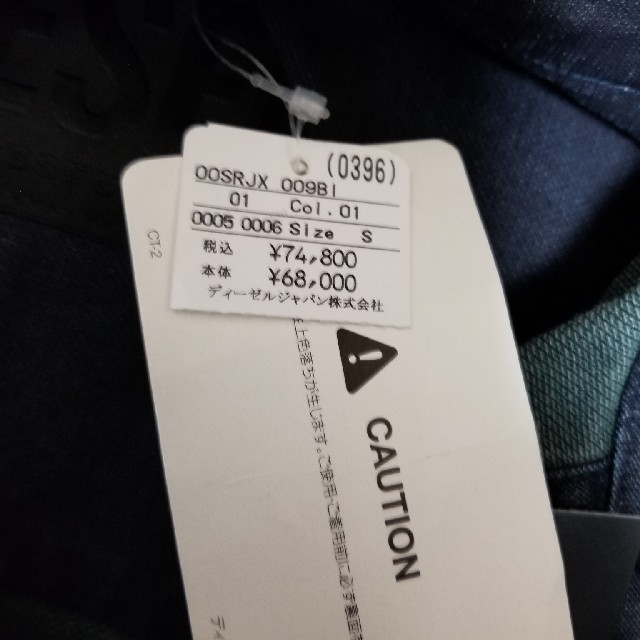 (0396)
00SRJX 009BI
01 Col.01
0005 0006 Size S
税込 ¥74,800
本体 ¥68,000
ディーゼルジャパン株式会社
CT-2
CAUTION